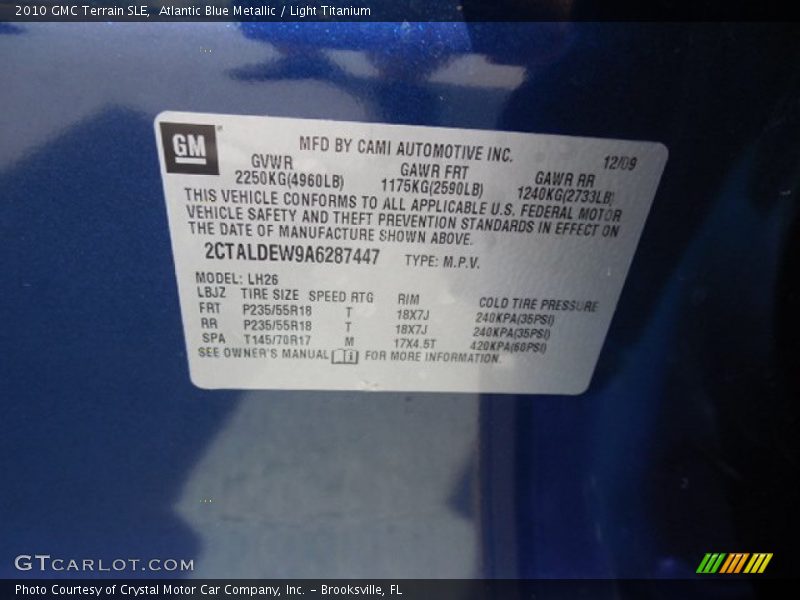 2010 GMC Terrain SLE, Atlantic Blue Metallic / Light Titanium
GM
MFD BY CAMI AUTOMOTIVE INC. 12/09
GVWR GAWR FRT GAWR RR
2250KG(4960LB) 1175KG(2590LB) 1240KG(2733LB)
THIS VEHICLE CONFORMS TO ALL APPLICABLE U.S. FEDERAL MOTOR
VEHICLE SAFETY AND THEFT PREVENTION STANDARDS IN EFFECT ON
THE DATE OF MANUFACTURE SHOWN ABOVE.
2CTALDEW9A6287447 TYPE: M.P.V.
MODEL: LH26
LBJZ TIRE SIZE SPEED RTG RIM COLD TIRE PRESSURE
FRT P235/55R18 T 18X7J 240KPA(35PSI)
RR P235/55R18 T 18X7J 240KPA(35PSI)
SPA T145/70R17 M 17X4.5T 420KPA(60PSI)
SEE OWNER'S MANUAL FOR MORE INFORMATION.
GTCARLOT.COM
Photo Courtesy of Crystal Motor Car Company, Inc. – Brooksville, FL